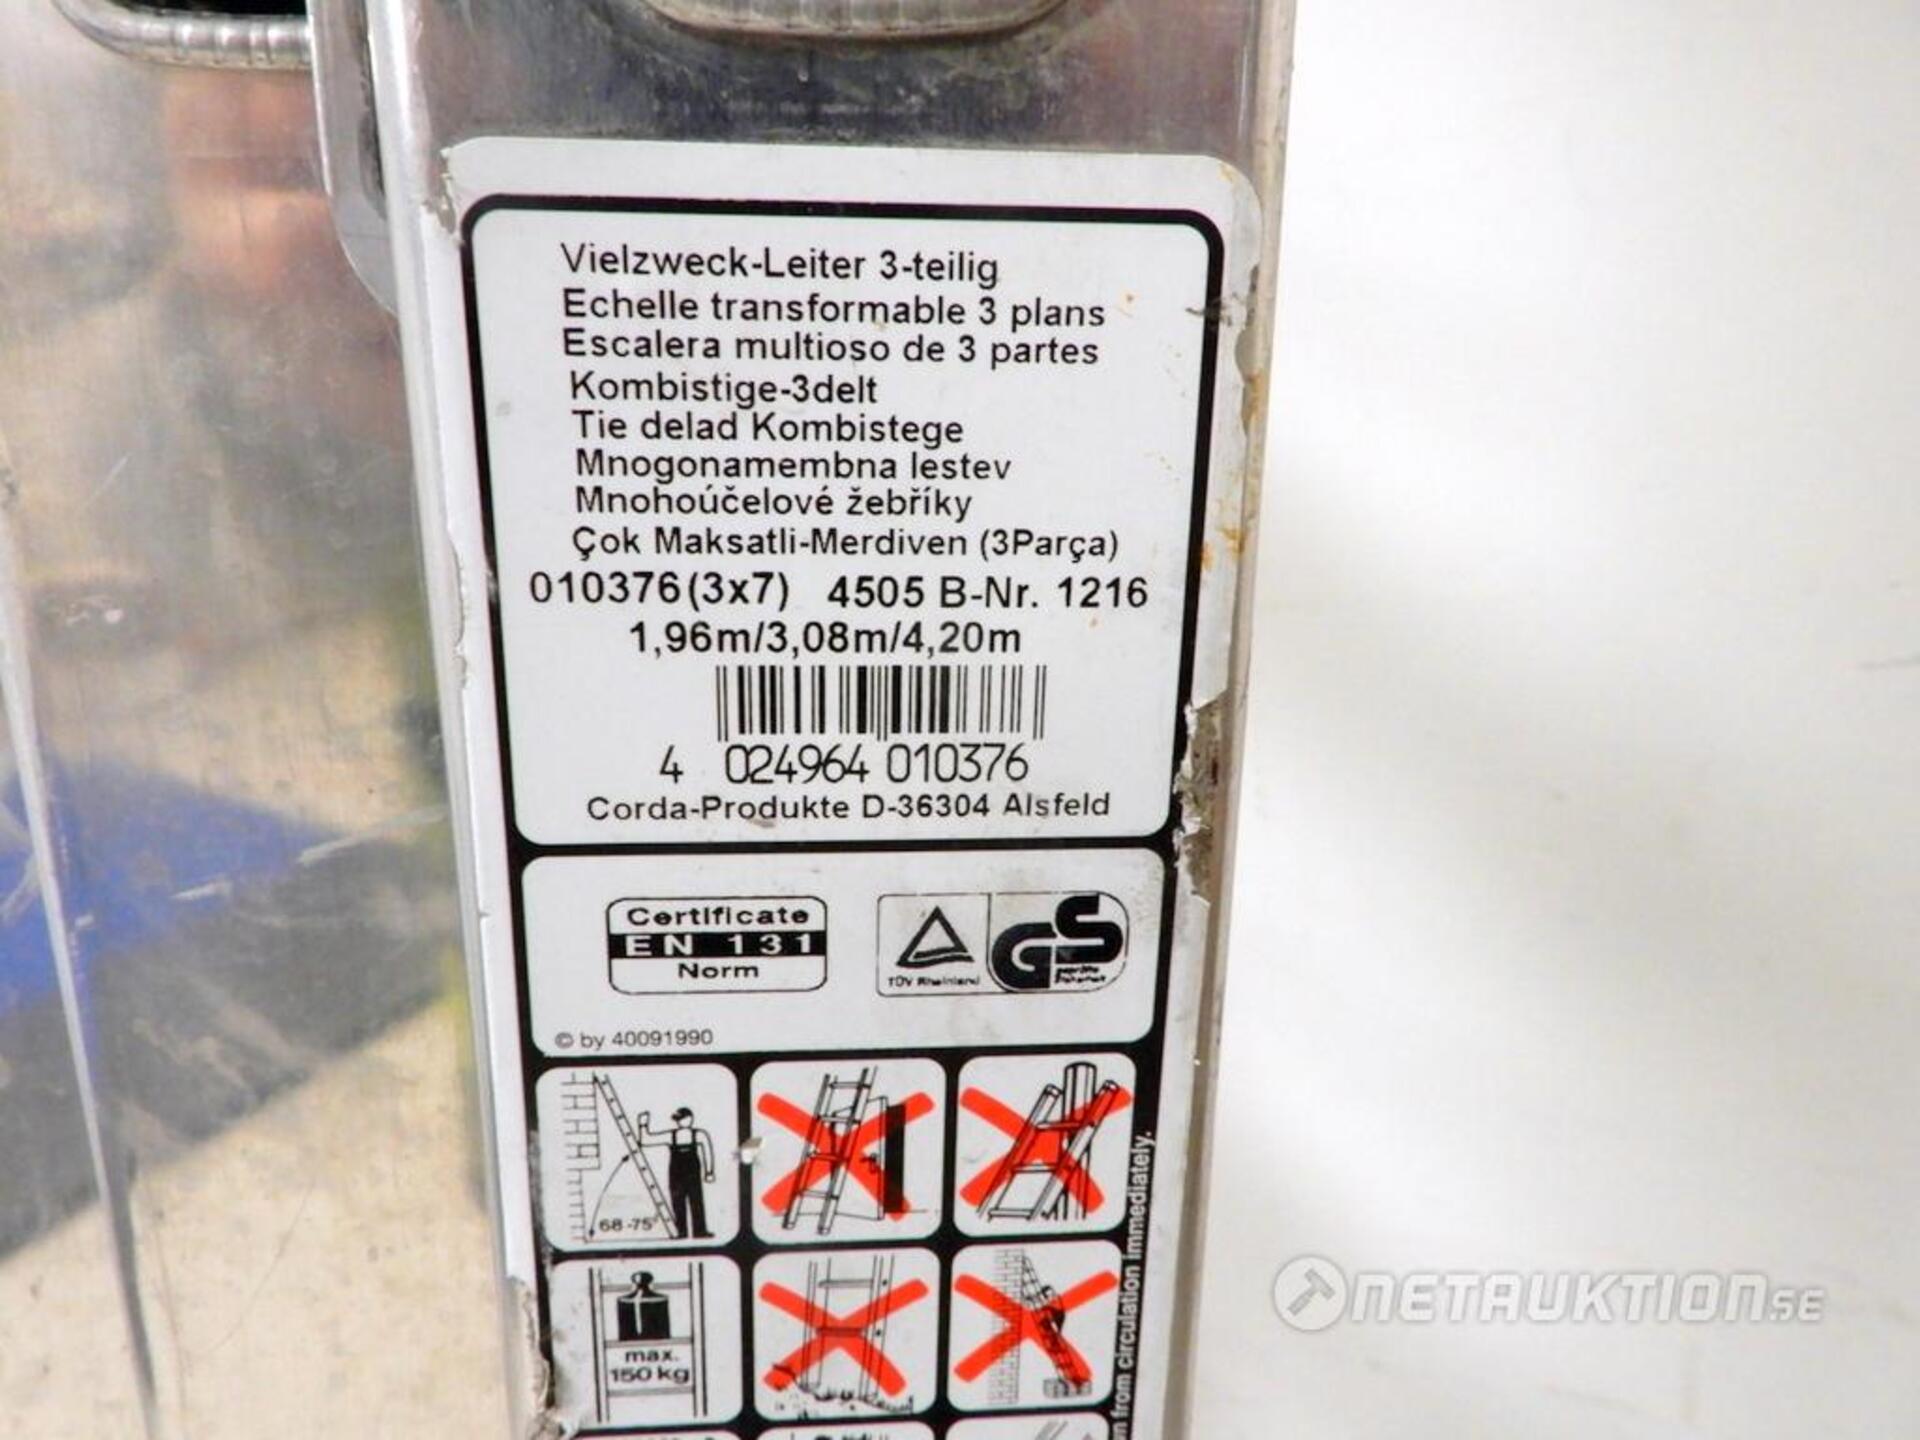 Vielzweck-Leiter 3-teilig
Echelle transformable 3 plans
Escalera multioso de 3 partes
Kombistige-3delt
Tie delad Kombistege
Mnogonamembna lestev
Mnohoúčelové žebříky
Çok Maksatli-Merdiven (3Parça)
010376(3x7) 4505 B-Nr. 1216
1,96m/3,08m/4,20m
4 024964 010376
Corda-Produkte D-36304 Alsfeld
Certificate
EN 131
Norm
TÜV Rheinland
GS
geprüfte
Sicherheit
© by 40091990
68-75°
max.
150 kg
from circulation immediately.
NETAUKTION.SE